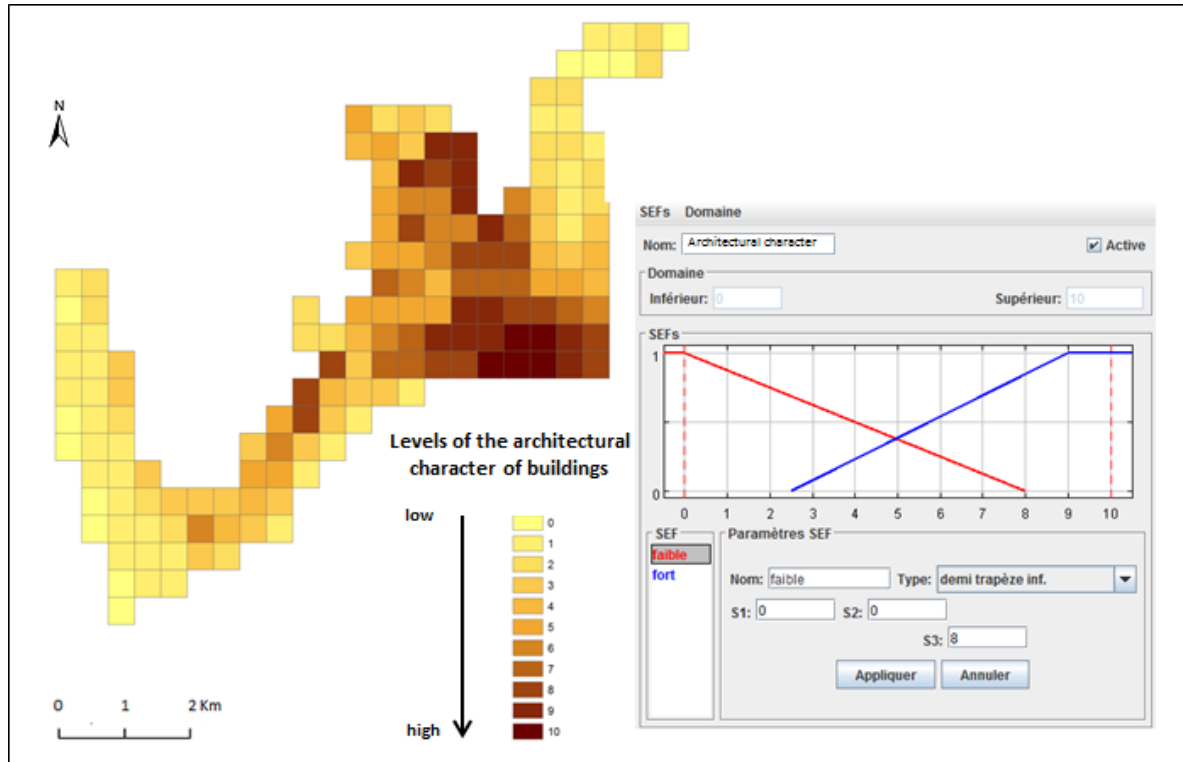 N
Levels of the architectural
character of buildings
low
high
0
1
2
3
4
5
6
7
8
9
10
0 1 2 Km
SEFs Domaine
Nom: Architectural character Active
Domaine
Inférieur: 0 Supérieur: 10
SEFs
1
0
0 1 2 3 4 5 6 7 8 9 10
SEF
faible
fort
Paramètres SEF
Nom: faible Type: demi trapèze inf.
S1: 0 S2: 0
S3: 8
Appliquer Annuler